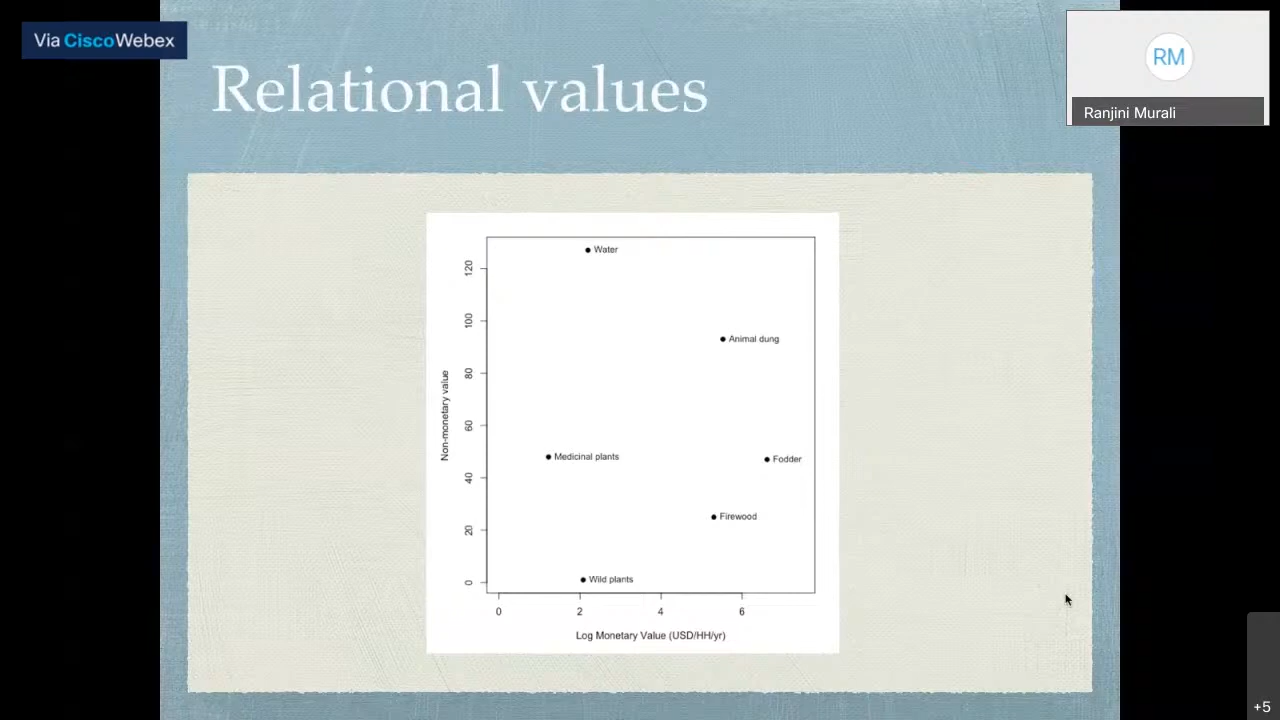 Via CiscoWebex
Relational values
RM
Ranjini Murali
Water
Animal dung
Medicinal plants
Fodder
Firewood
Wild plants
Non-monetary value
120
100
80
60
40
20
0
0 2 4 6
Log Monetary Value (USD/HH/yr)
+5